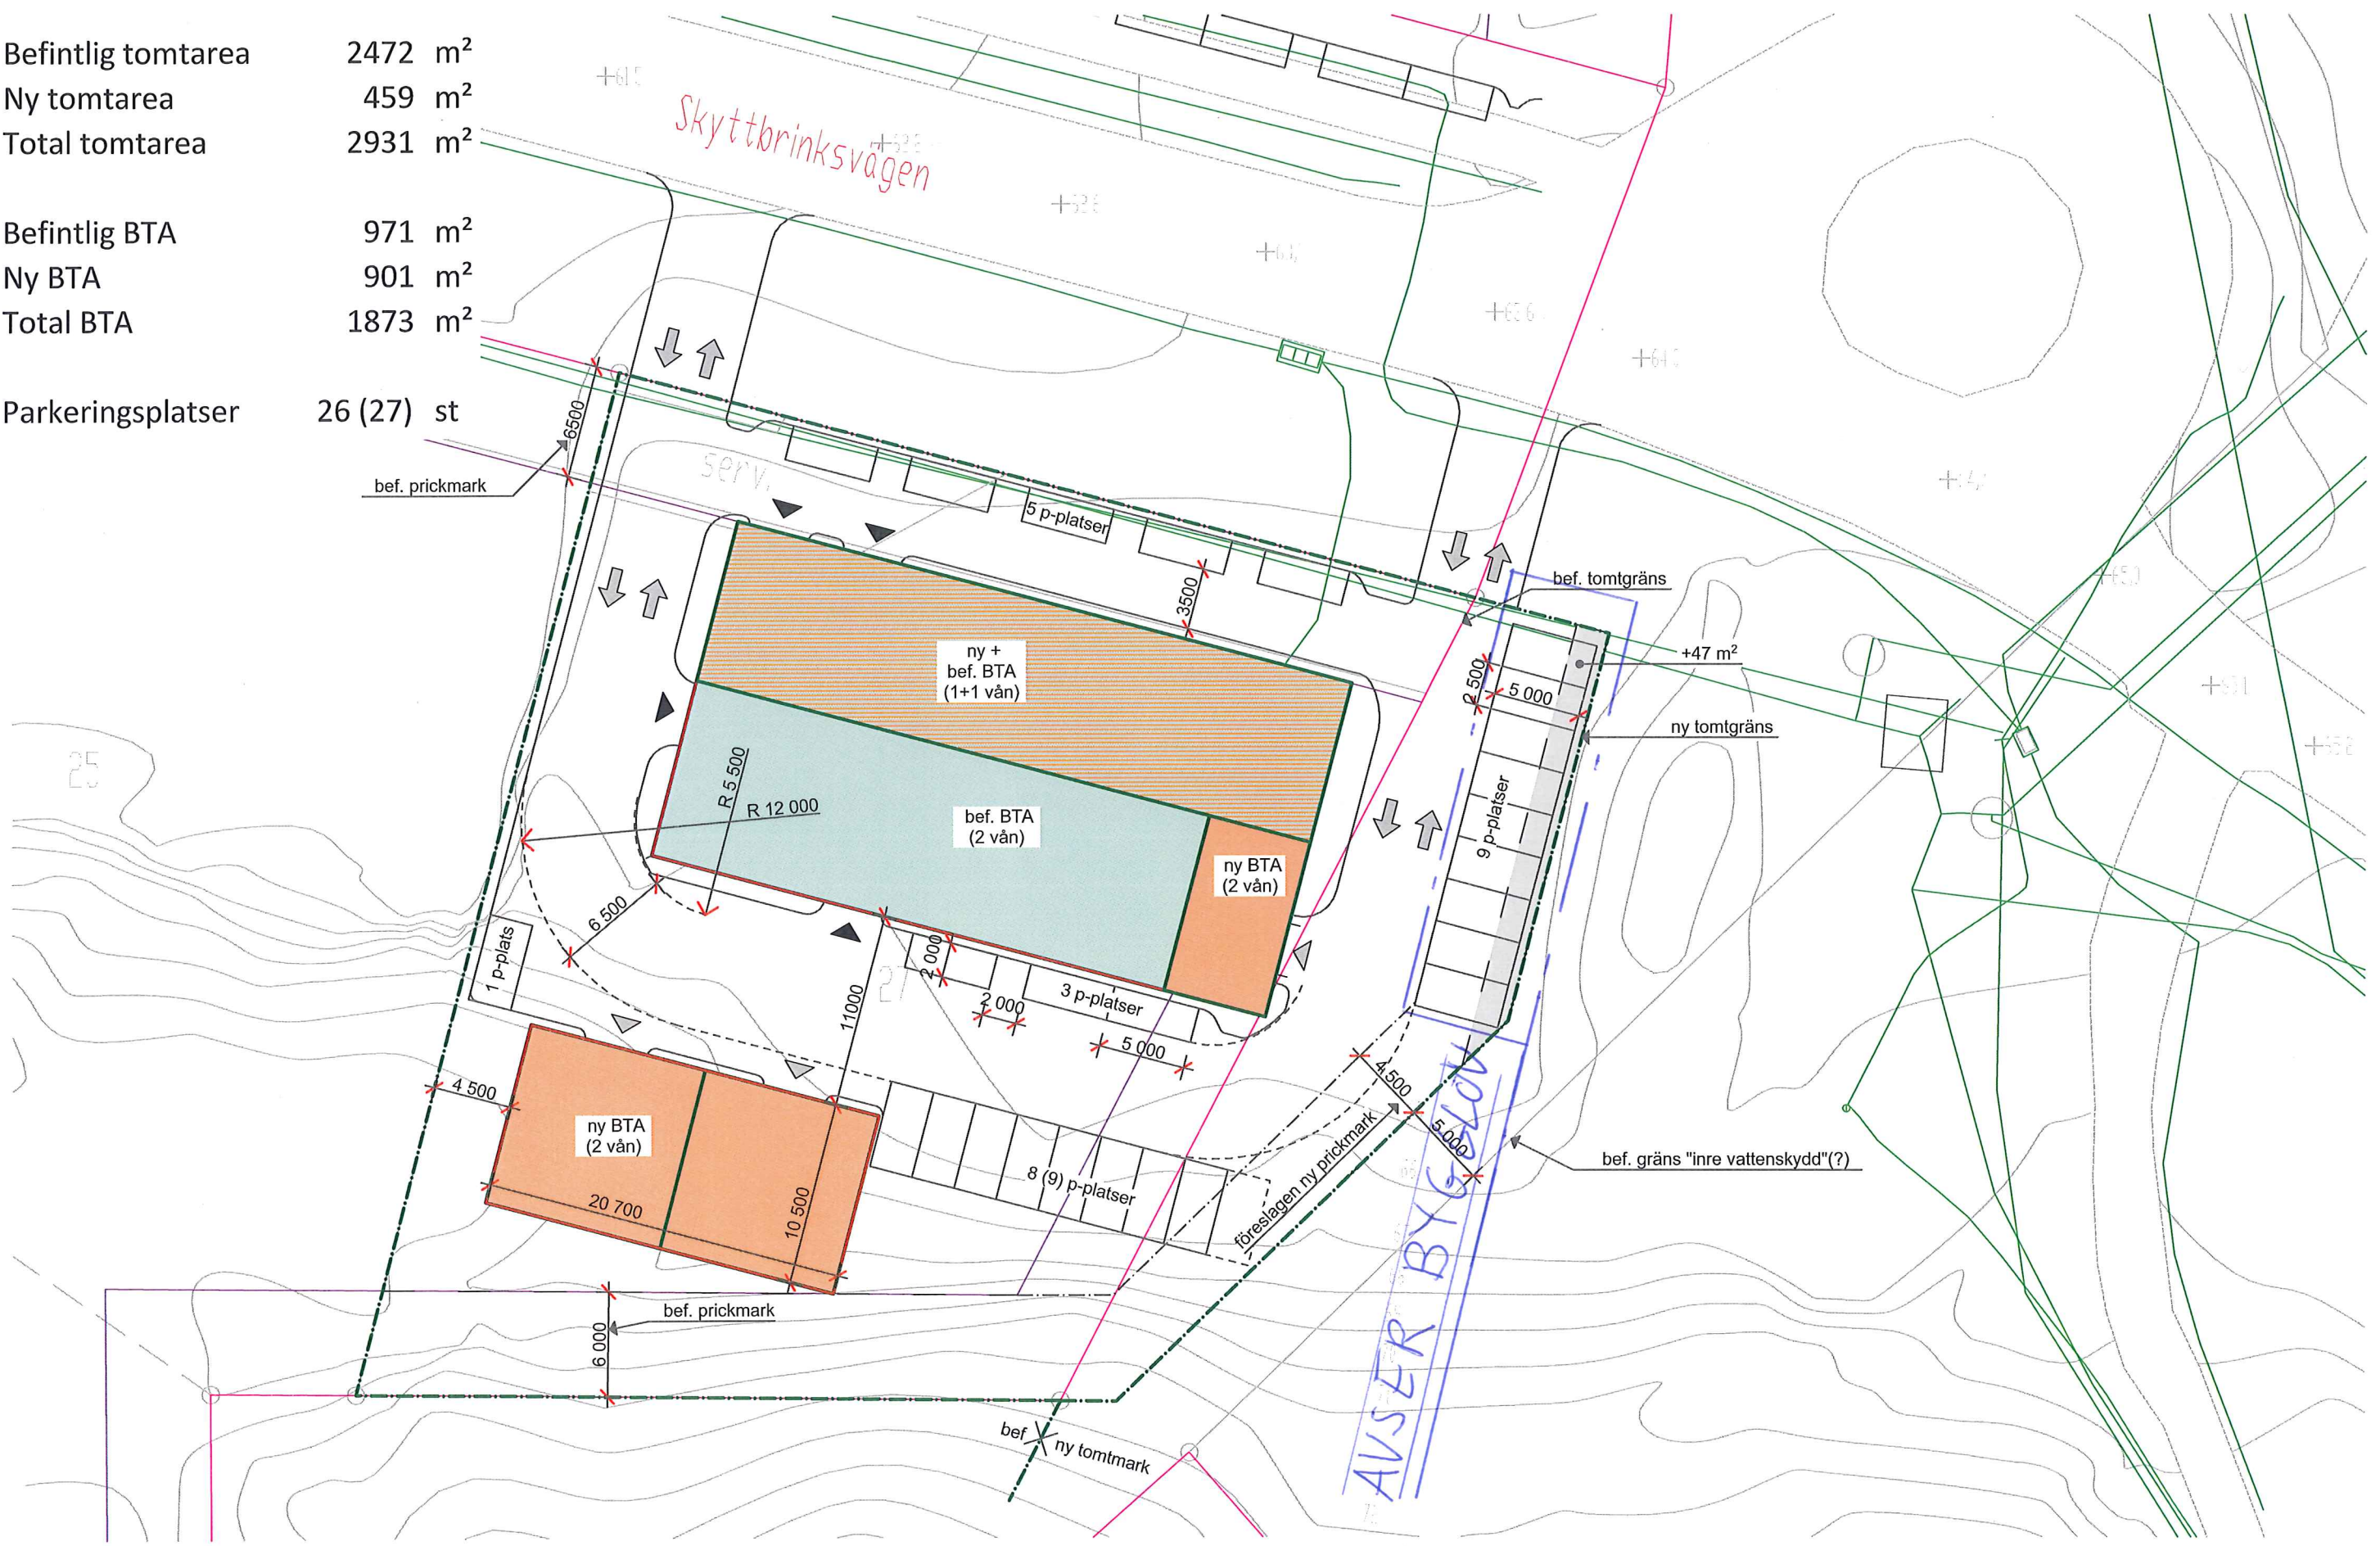 Befintlig tomtarea 2472 m²
Ny tomtarea 459 m²
Total tomtarea 2931 m²
Befintlig BTA 971 m²
Ny BTA 901 m²
Total BTA 1873 m²
Parkeringsplatser 26 (27) st
Skyttbrinksvägen
6500
bef. prickmark
serv.
5 p-platser
3500
bef. tomtgräns
+47 m²
2 500
5 000
ny tomtgräns
ny +
bef. BTA
(1+1 vån)
25
R 5 500
R 12 000
bef. BTA
(2 vån)
9 p-platser
ny BTA
(2 vån)
6 500
1 p-plats
2 000
27
2 000
3 p-platser
11000
5 000
4 500
4 500
5 000
ny BTA
(2 vån)
8 (9) p-platser
föreslagen ny prickmark
bef. gräns "inre vattenskydd"(?)
20 700
10 500
bef. prickmark
6 000
AVSER BYGGLOV
bef
ny tomtmark